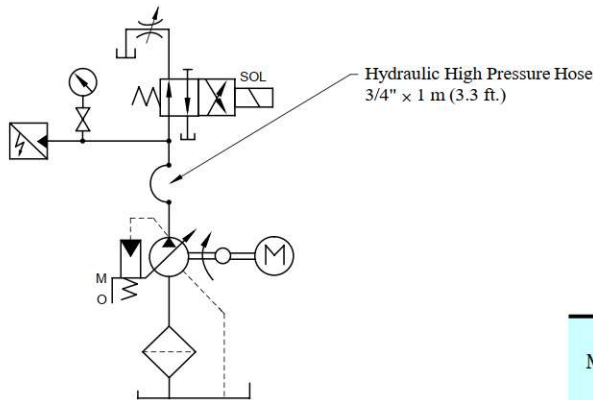 SOL
Hydraulic High Pressure Hose
3/4" × 1 m (3.3 ft.)
M
O
M
M